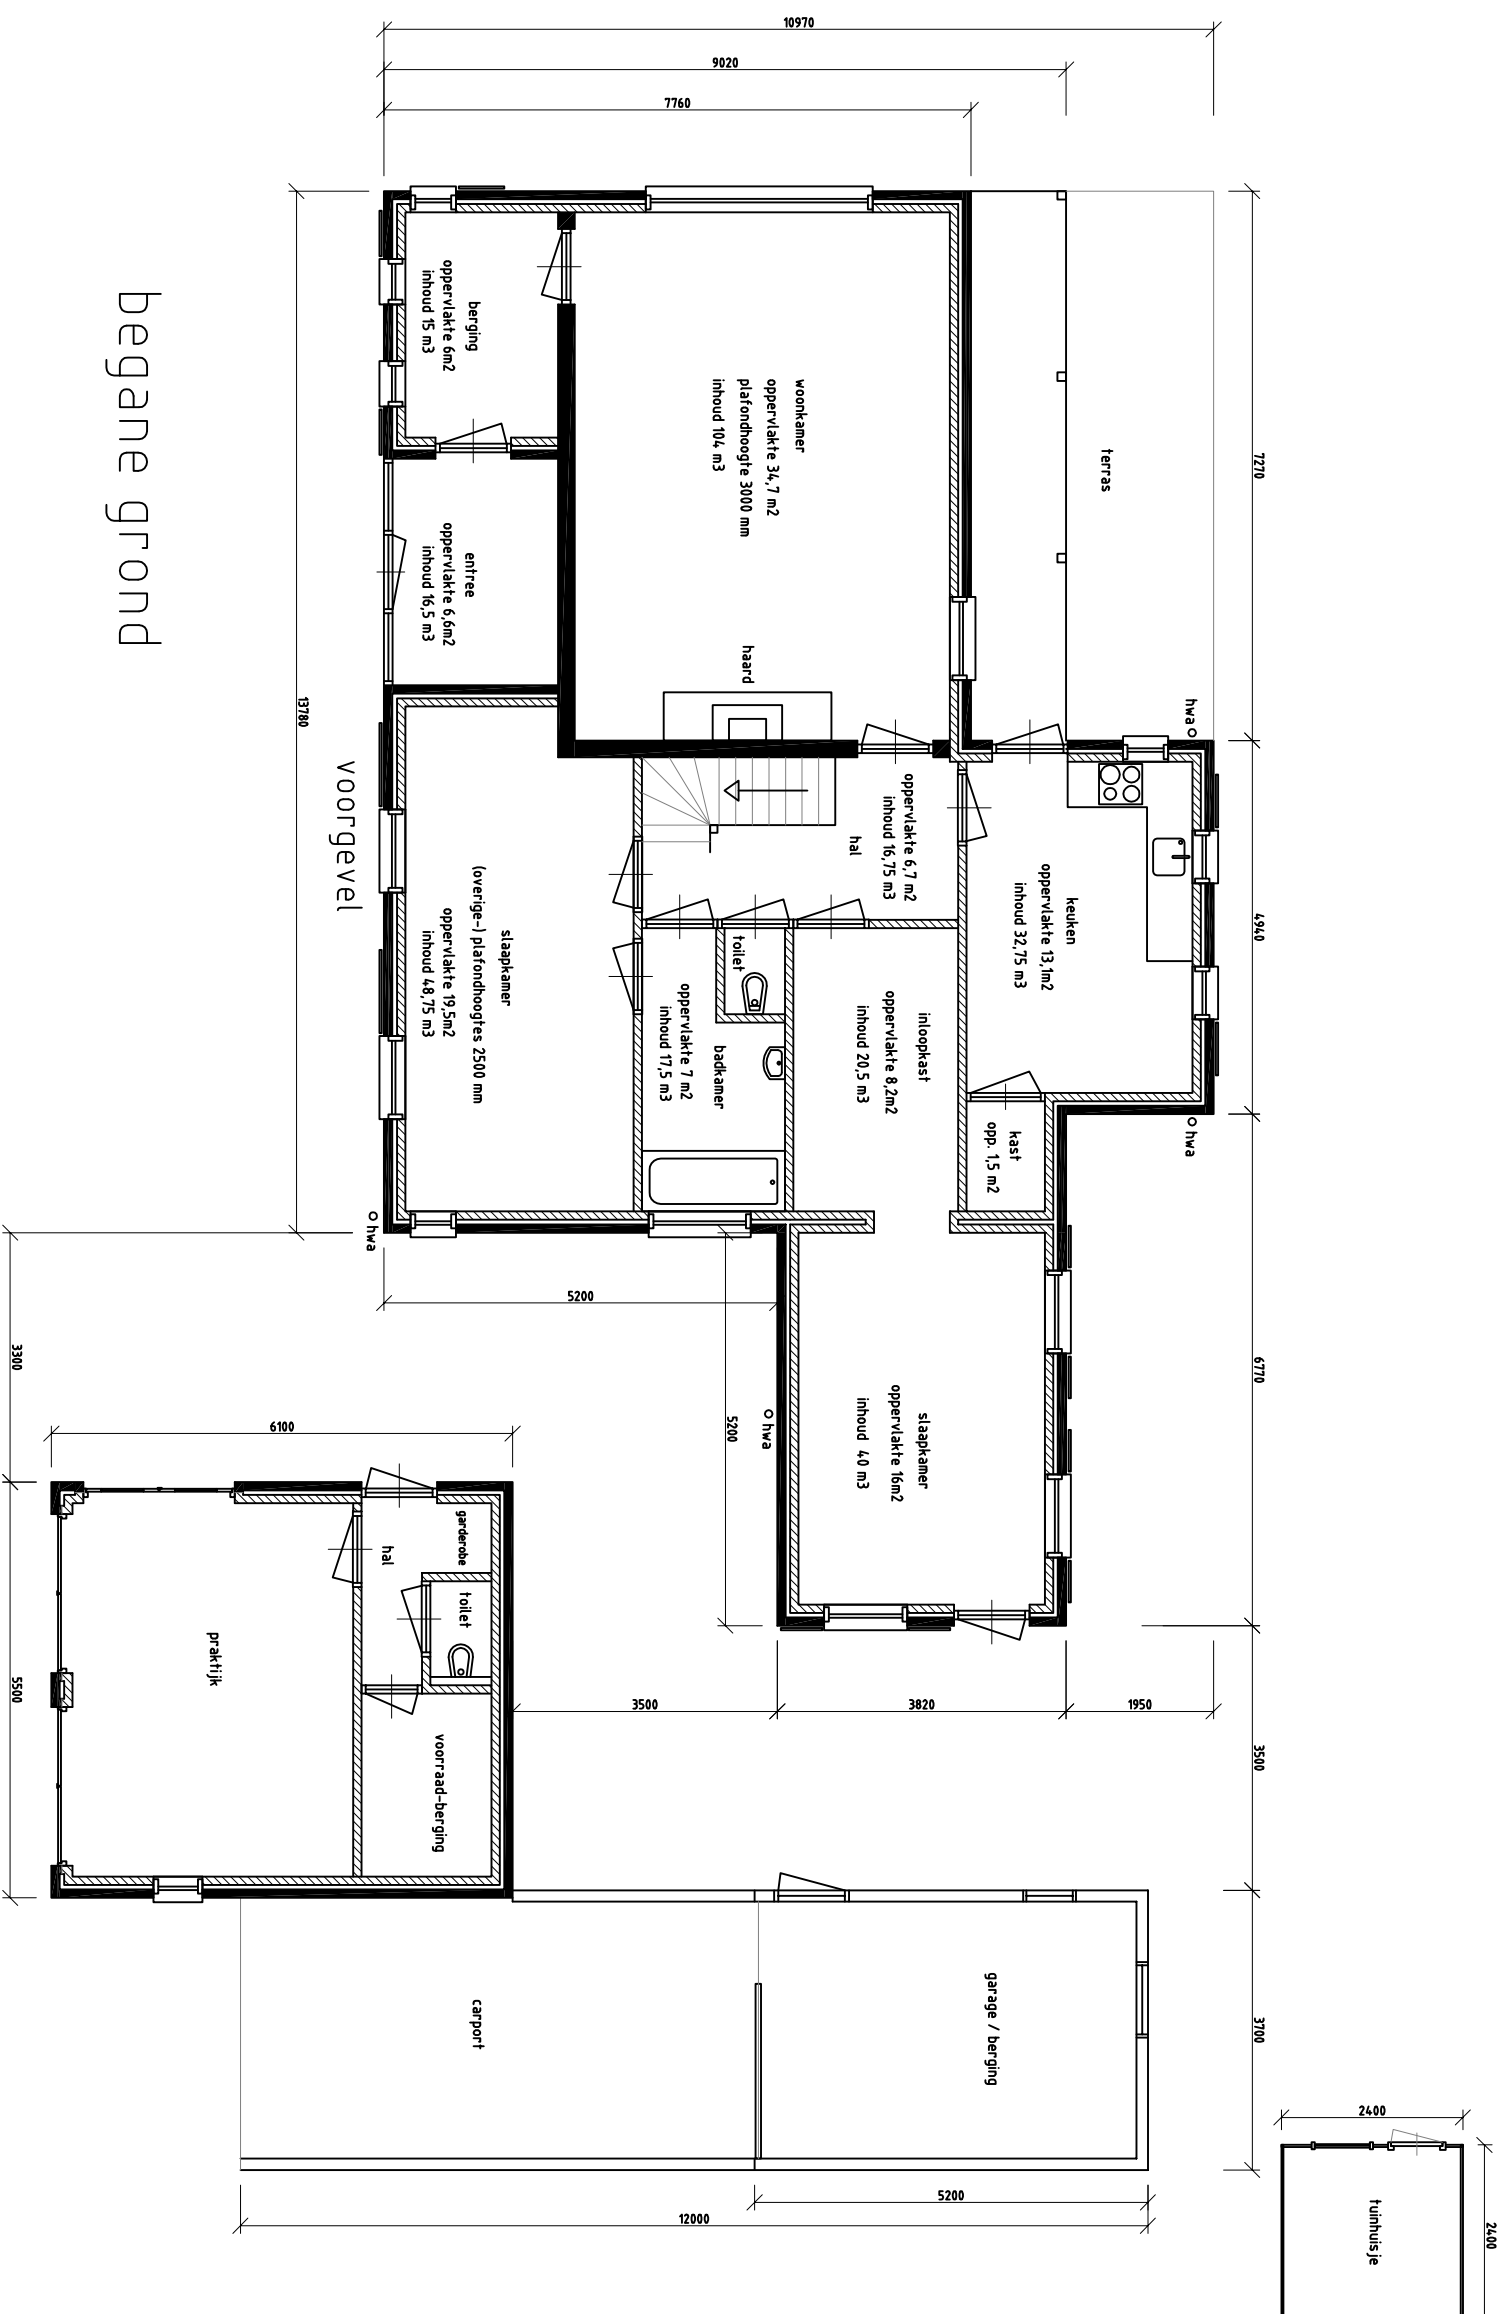 10970
9020
7760
7270
4940
6770
3500
3700
13780
3300
5500
terras
hwa
hwa
hwa
hwa
woonkamer
oppervlakte 34,7 m2
plafondhoogte 3000 mm
inhoud 104 m3
haard
berging
oppervlakte 6m2
inhoud 15 m3
entree
oppervlakte 6,6m2
inhoud 16,5 m3
oppervlakte 6,7 m2
inhoud 16,75 m3
hal
keuken
oppervlakte 13,1m2
inhoud 32,75 m3
kast
opp. 1,5 m2
inloopkast
oppervlakte 8,2m2
inhoud 20,5 m3
toilet
badkamer
oppervlakte 7 m2
inhoud 17,5 m3
(overige-) plafondhoogtes 2500 mm
slaapkamer
oppervlakte 19,5m2
inhoud 48,75 m3
slaapkamer
oppervlakte 16m2
inhoud 40 m3
5200
5200
6100
3500
3820
1950
garderobe
hal
toilet
praktijk
voorraad-berging
carport
garage / berging
5200
12000
2400
2400
tuinhuisje
voorgevel
begane grond